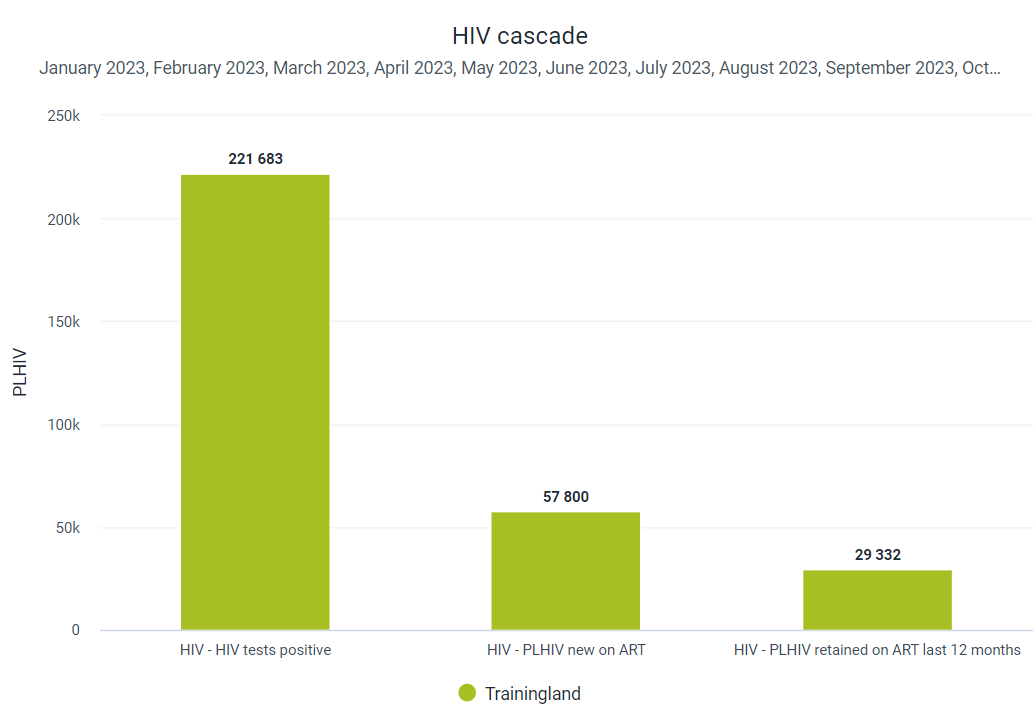 HIV cascade
January 2023, February 2023, March 2023, April 2023, May 2023, June 2023, July 2023, August 2023, September 2023, Oct...
250k
200k
150k
100k
50k
0
PLHIV
221 683
57 800
29 332
HIV - HIV tests positive
HIV - PLHIV new on ART
HIV - PLHIV retained on ART last 12 months
Trainingland